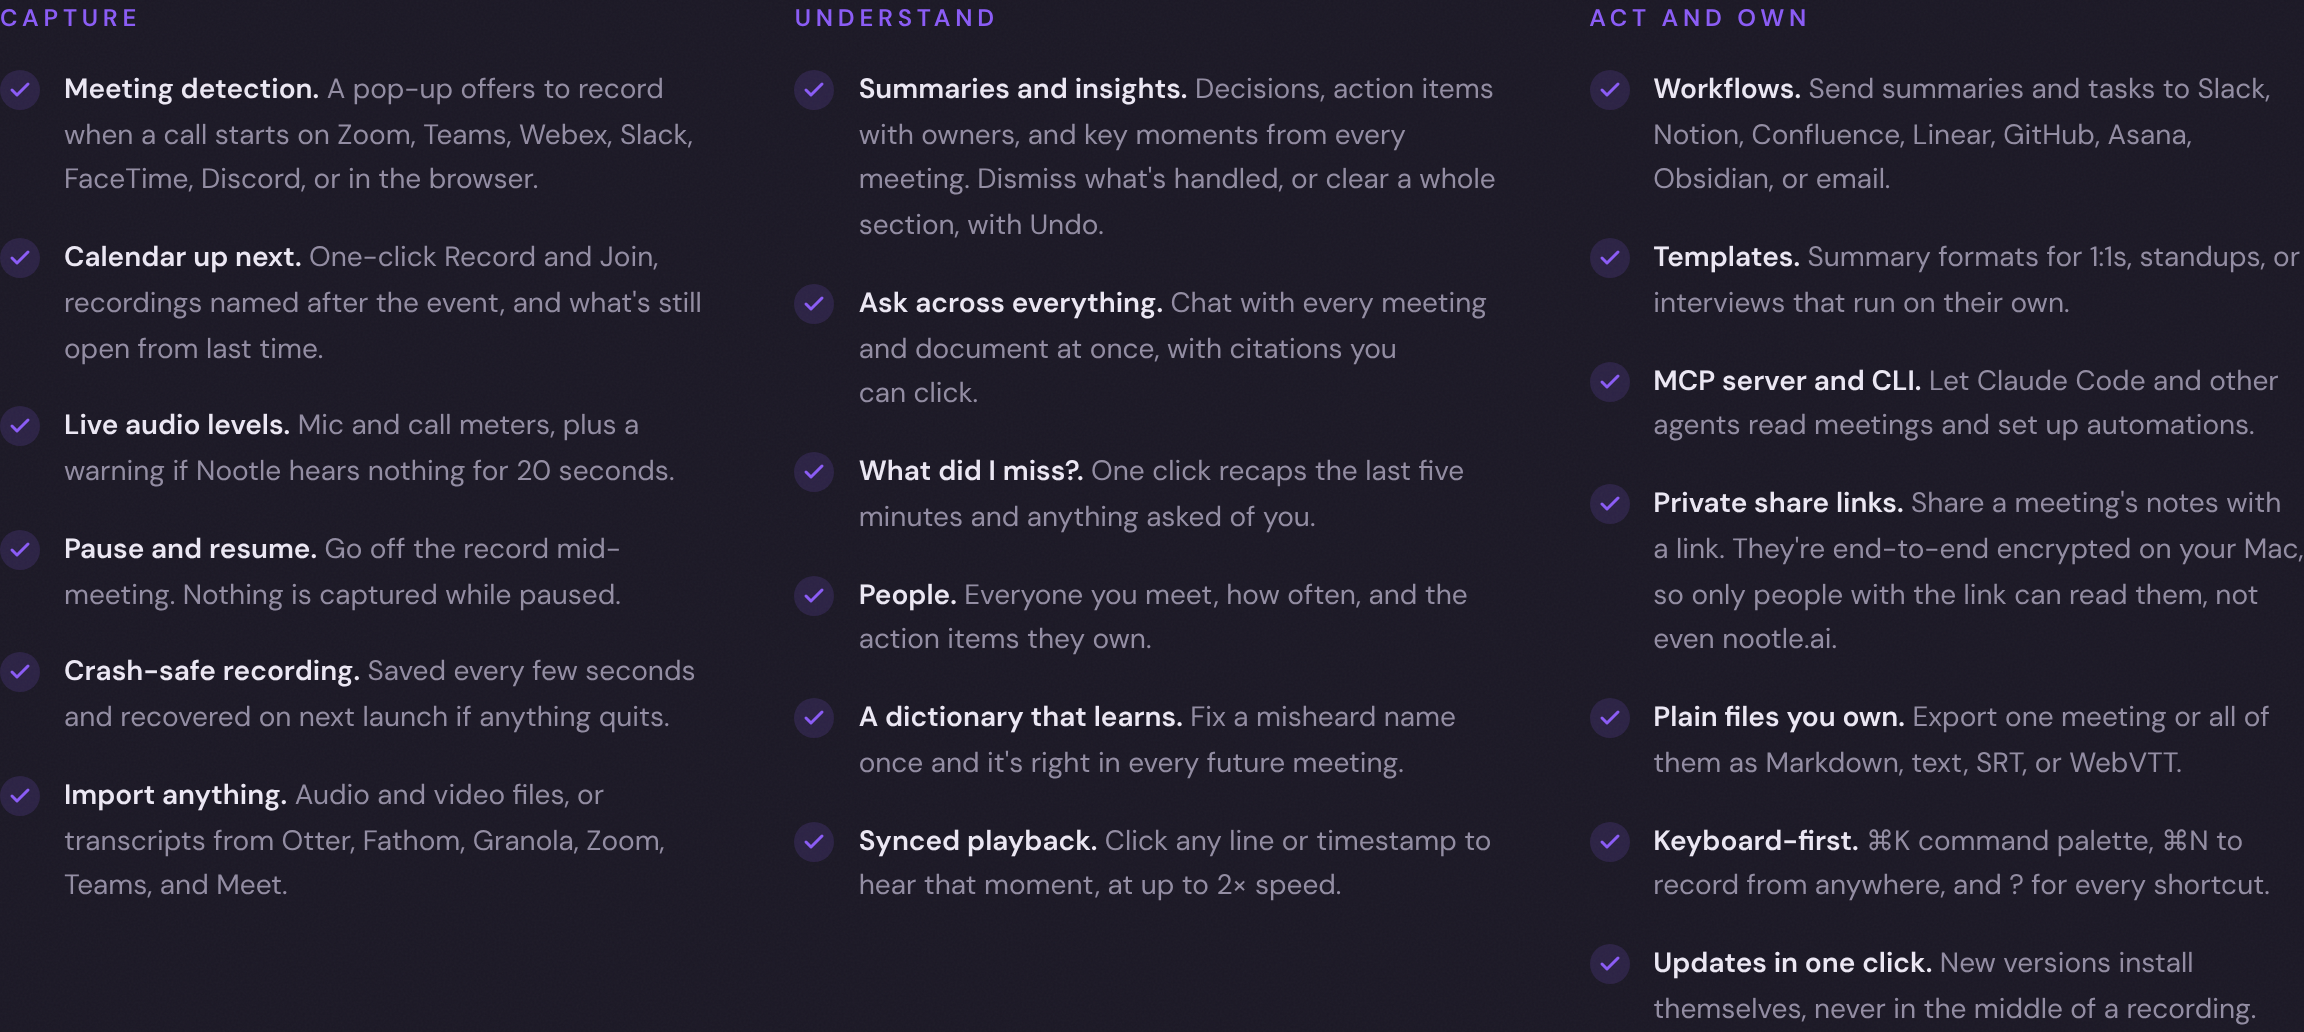 CAPTURE
Meeting detection. A pop-up offers to record
when a call starts on Zoom, Teams, Webex, Slack,
FaceTime, Discord, or in the browser.
Calendar up next. One-click Record and Join,
recordings named after the event, and what's still
open from last time.
Live audio levels. Mic and call meters, plus a
warning if Nootle hears nothing for 20 seconds.
Pause and resume. Go off the record mid-
meeting. Nothing is captured while paused.
Crash-safe recording. Saved every few seconds
and recovered on next launch if anything quits.
Import anything. Audio and video files, or
transcripts from Otter, Fathom, Granola, Zoom,
Teams, and Meet.
UNDERSTAND
Summaries and insights. Decisions, action items
with owners, and key moments from every
meeting. Dismiss what's handled, or clear a whole
section, with Undo.
Ask across everything. Chat with every meeting
and document at once, with citations you
can click.
What did I miss?. One click recaps the last five
minutes and anything asked of you.
People. Everyone you meet, how often, and the
action items they own.
A dictionary that learns. Fix a misheard name
once and it's right in every future meeting.
Synced playback. Click any line or timestamp to
hear that moment, at up to 2× speed.
ACT AND OWN
Workflows. Send summaries and tasks to Slack,
Notion, Confluence, Linear, GitHub, Asana,
Obsidian, or email.
Templates. Summary formats for 1:1s, standups, or
interviews that run on their own.
MCP server and CLI. Let Claude Code and other
agents read meetings and set up automations.
Private share links. Share a meeting's notes with
a link. They're end-to-end encrypted on your Mac,
so only people with the link can read them, not
even nootle.ai.
Plain files you own. Export one meeting or all of
them as Markdown, text, SRT, or WebVTT.
Keyboard-first. ⌘K command palette, ⌘N to
record from anywhere, and ? for every shortcut.
Updates in one click. New versions install
themselves, never in the middle of a recording.